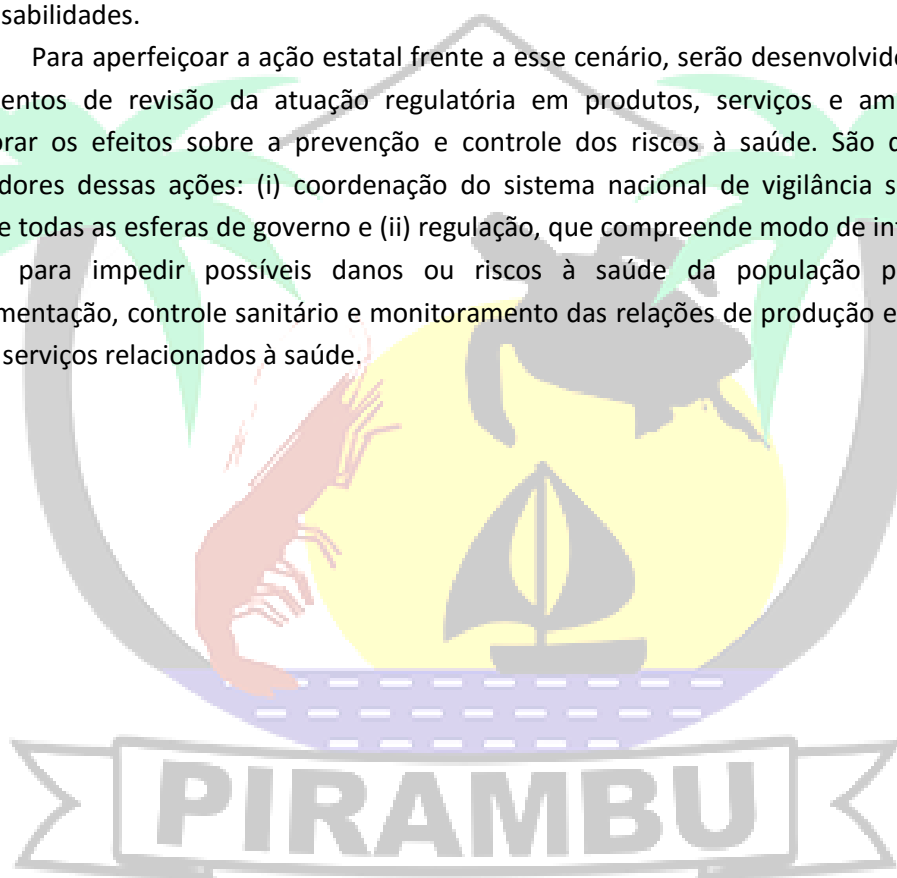 sabilidades.
Para aperfeiçoar a ação estatal frente a esse cenário, serão desenvolvido
entos de revisão da atuação regulatória em produtos, serviços e am
rar os efeitos sobre a prevenção e controle dos riscos à saúde. São
dores dessas ações: (i) coordenação do sistema nacional de vigilância s
e todas as esferas de governo e (ii) regulação, que compreende modo de in
para impedir possíveis danos ou riscos à saúde da população p
mentação, controle sanitário e monitoramento das relações de produção e
serviços relacionados à saúde.
PIRAMBU